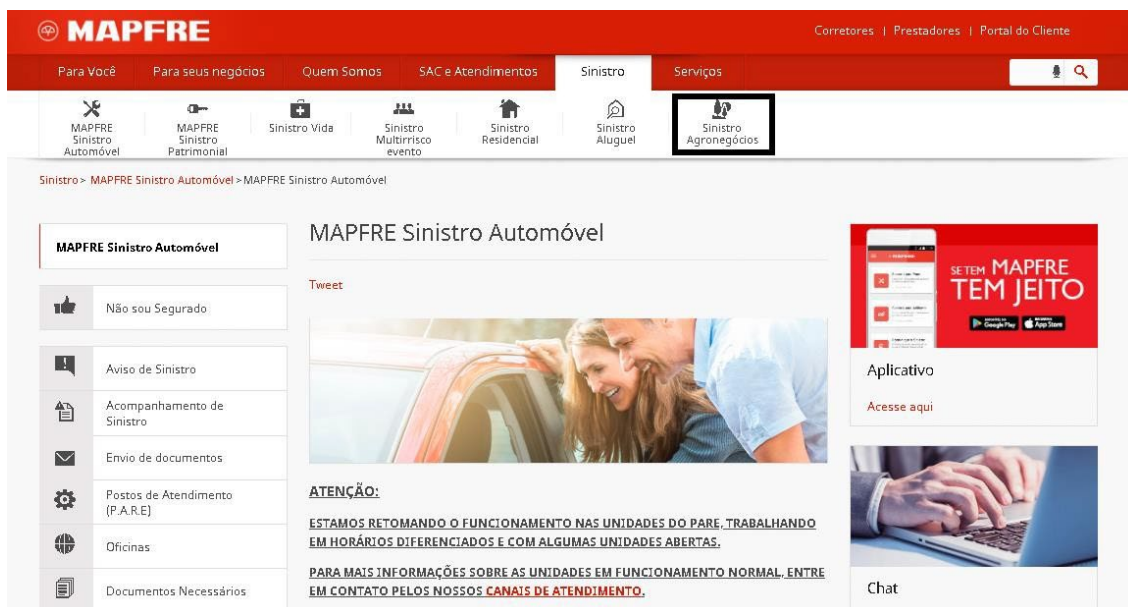 MAPFRE
Corretores | Prestadores | Portal do Cliente
Para Você Para seus negócios Quem Somos SAC e Atendimentos Sinistro Serviços
MAPFRE
Sinistro
Automóvel
MAPFRE
Sinistro
Patrimonial
Sinistro Vida
Sinistro
Multirrisco
evento
Sinistro
Residencial
Sinistro
Aluguel
Sinistro
Agronegócios
Sinistro > MAPFRE Sinistro Automóvel > MAPFRE Sinistro Automóvel
MAPFRE Sinistro Automóvel
Não sou Segurado
Aviso de Sinistro
Acompanhamento de
Sinistro
Envio de documentos
Postos de Atendimento
(P.A.R.E)
Oficinas
Documentos Necessários
MAPFRE Sinistro Automóvel
Tweet
ATENÇÃO:
ESTAMOS RETOMANDO O FUNCIONAMENTO NAS UNIDADES DO PARE, TRABALHANDO
EM HORÁRIOS DIFERENCIADOS E COM ALGUMAS UNIDADES ABERTAS.
PARA MAIS INFORMAÇÕES SOBRE AS UNIDADES EM FUNCIONAMENTO NORMAL, ENTRE
EM CONTATO PELOS NOSSOS CANAIS DE ATENDIMENTO.
SE TEM MAPFRE
TEM JEITO
Google Play App Store
Aplicativo
Acesse aqui
Chat